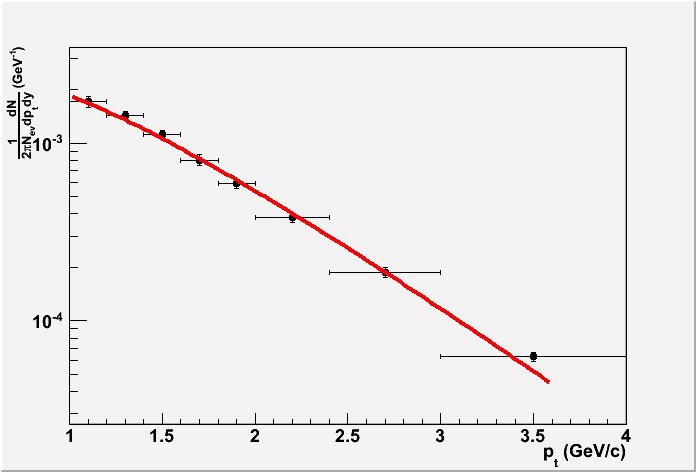 1 dN
2πN_ev dp_t dy (GeV⁻¹)
10⁻³
10⁻⁴
1 1.5 2 2.5 3 3.5 4
p_t (GeV/c)